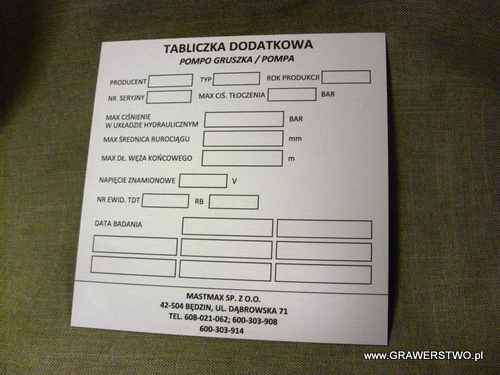 TABLICZKA DODATKOWA
POMPO GRUSZKA / POMPA
PRODUCENT TYP ROK PRODUKCJI
NR SERYJNY MAX CIŚ. TŁOCZENIA BAR
MAX CIŚNIENIE
W UKŁADZIE HYDRAULICZNYM BAR
MAX ŚREDNICA RUROCIĄGU mm
MAX DŁ. WĘŻA KOŃCOWEGO m
NAPIĘCIE ZNAMIONOWE V
NR EWID. TDT RB
DATA BADANIA
MASTMAX SP. Z O.O.
42-504 BĘDZIN, UL. DĄBROWSKA 71
TEL. 608-021-062; 600-303-908
600-303-914
www.GRAWERSTWO.pl